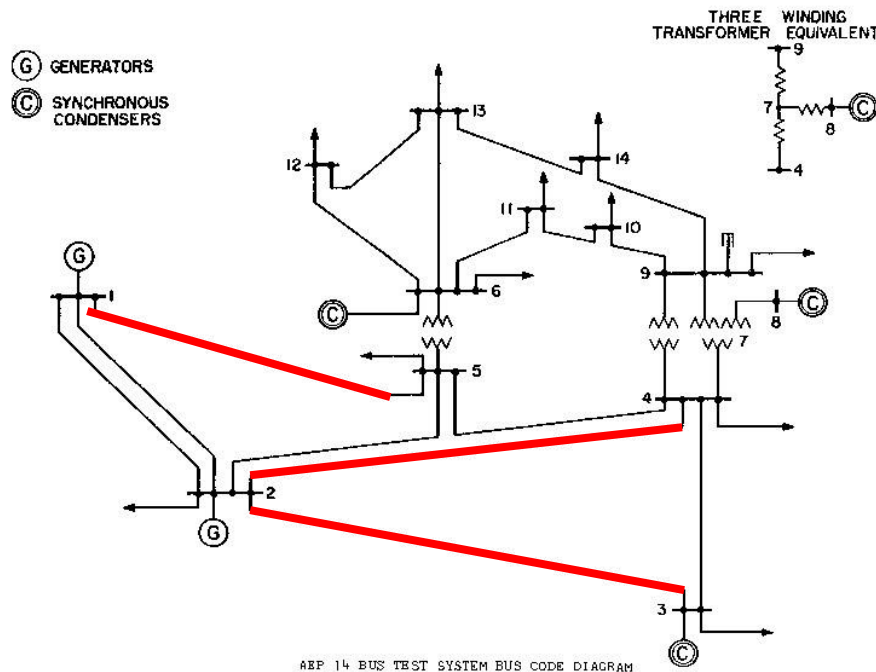 THREE WINDING
TRANSFORMER EQUIVALENT
9
7
8
C
4
G GENERATORS
C SYNCHRONOUS
CONDENSERS
13
12
14
11
10
9
G
1
6
C
8
C
7
5
4
2
G
3
C
AEP 14 BUS TEST SYSTEM BUS CODE DIAGRAM